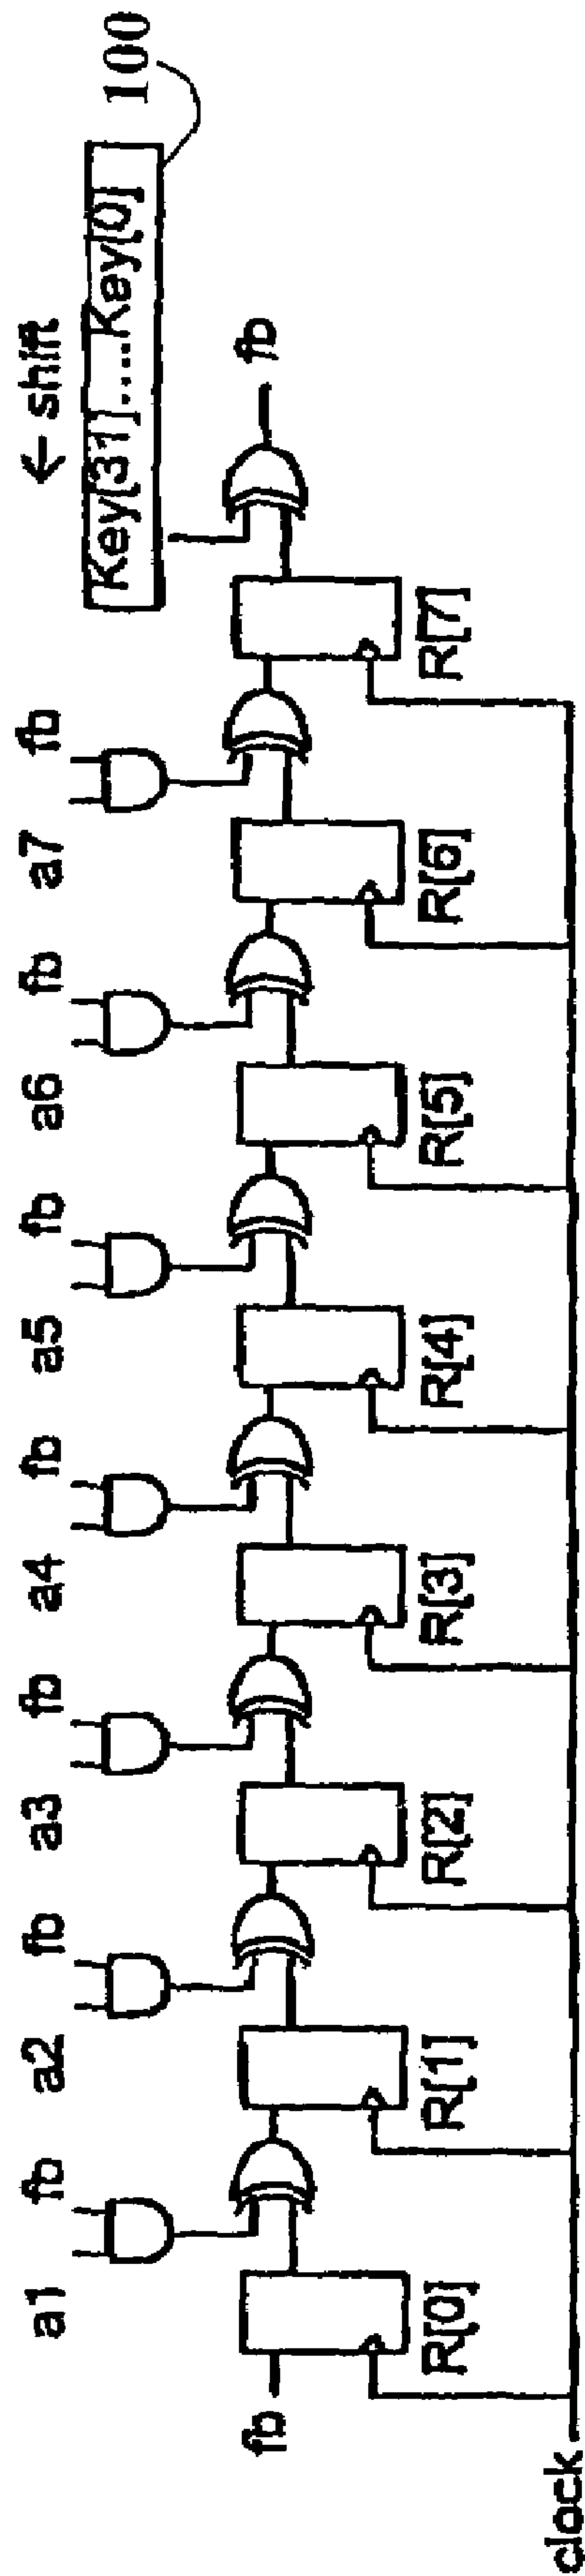 ← shift
Key[31].....Key[0]
100
a1 fb a2 fb a3 fb a4 fb a5 fb a6 fb a7 fb
fb
fb
R[0] R[1] R[2] R[3] R[4] R[5] R[6] R[7]
clock